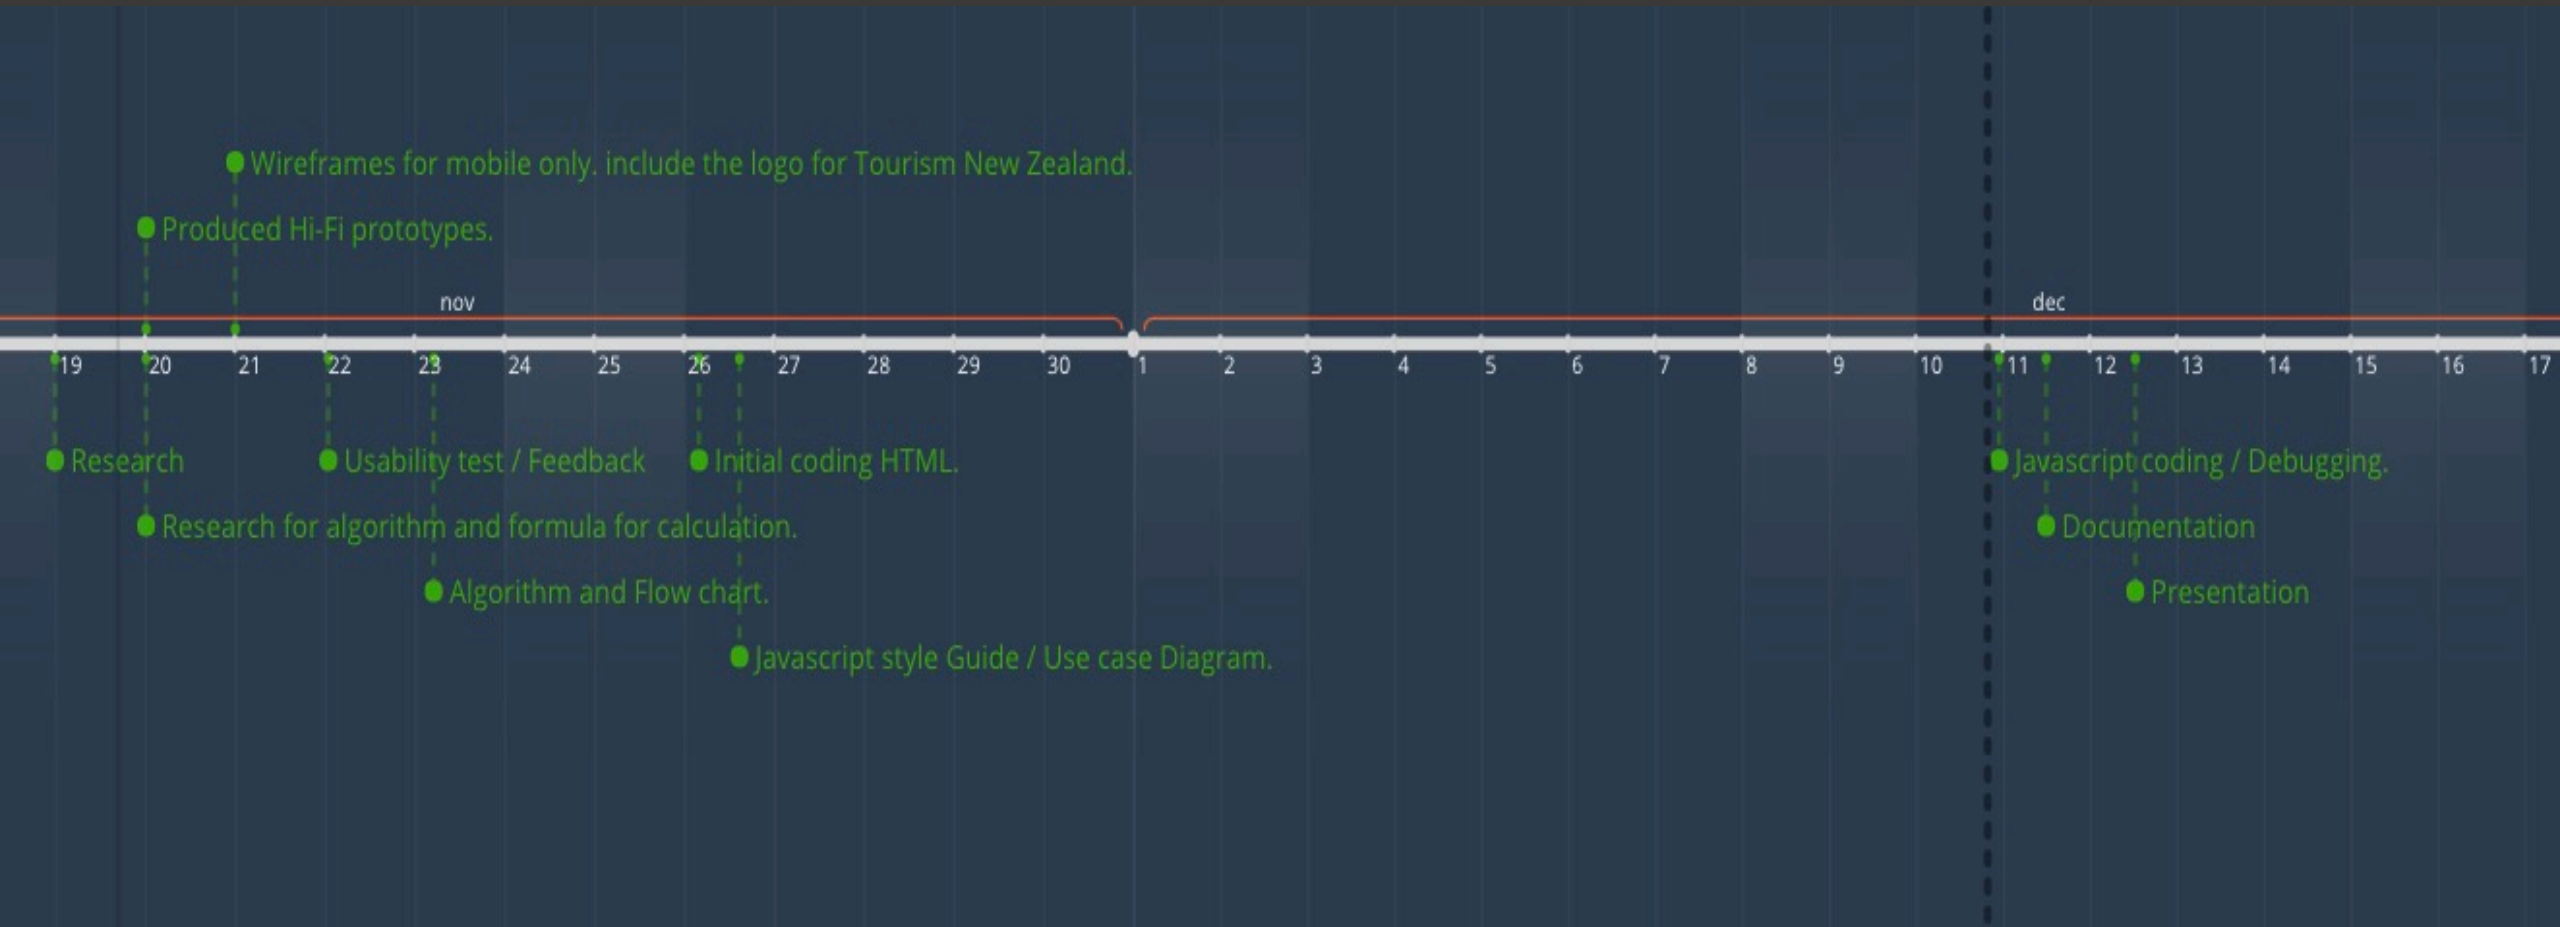 Wireframes for mobile only. include the logo for Tourism New Zealand.
Produced Hi-Fi prototypes.
nov dec
19 20 21 22 23 24 25 26 27 28 29 30 1 2 3 4 5 6 7 8 9 10 11 12 13 14 15 16 17
Research Usability test / Feedback Initial coding HTML. Javascript coding / Debugging.
Research for algorithm and formula for calculation. Documentation
Algorithm and Flow chart. Presentation
Javascript style Guide / Use case Diagram.